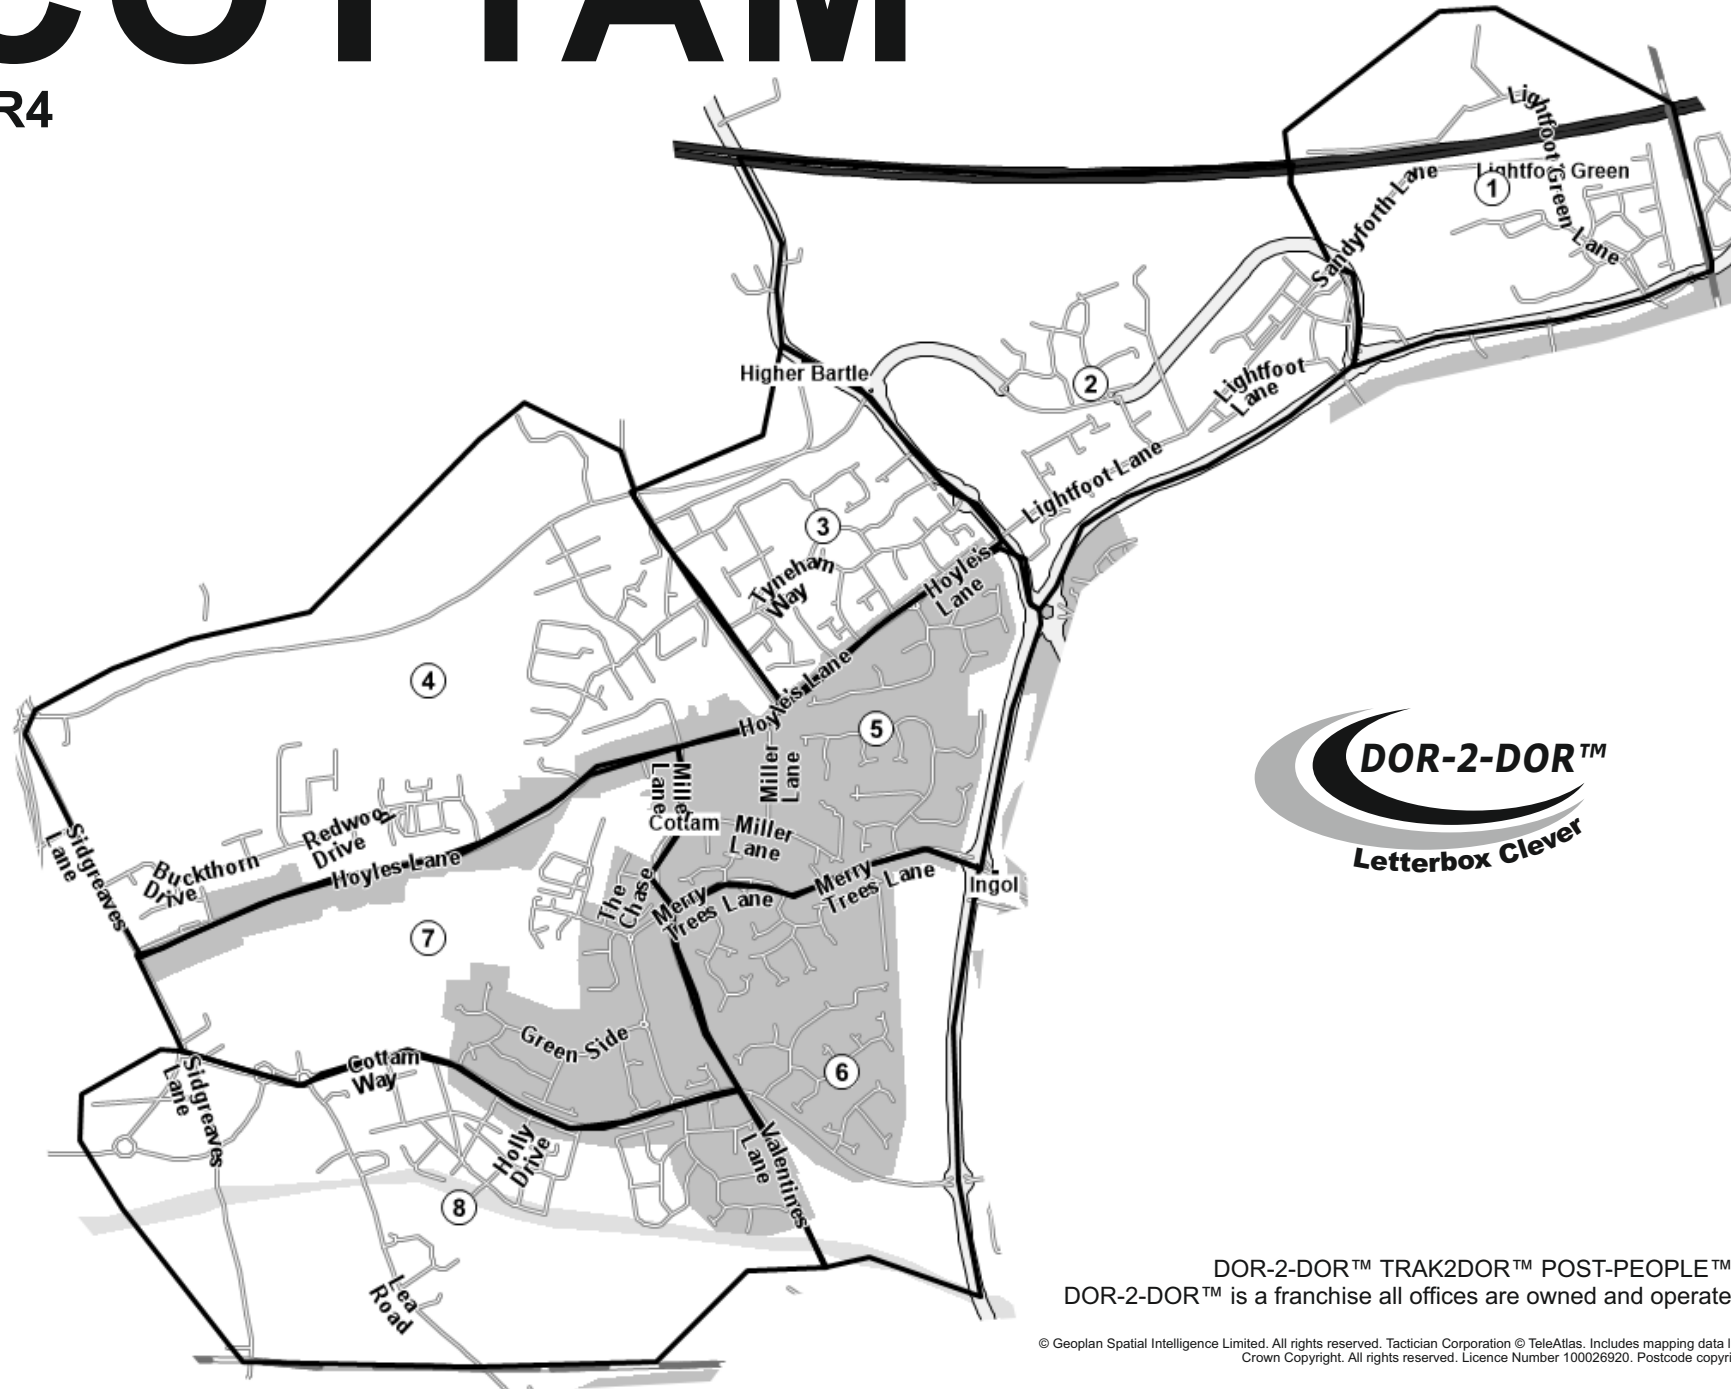 COTTAM
R4
Lightfoot Green Lane
Lightfoot Green
1
Sandyforth Lane
Higher Bartle
2
Lightfoot
Lane
Lightfoot Lane
3
Tyneham
Way
Hoyle's
Lane
4
Hoyle's Lane
5
Miller
Lane
Miller
Lane
Cottam
Miller
Lane
Redwood
Drive
Buckthorn
Drive
Hoyles Lane
Sidgreaves
Lane
The
Chase
Merry
Trees Lane
Merry
Trees Lane
Ingol
7
Green Side
6
Cottam
Way
Sidgreaves
Lane
Holly
Drive
Valentines
Lane
8
Lea
Road
DOR-2-DOR™
Letterbox Clever
DOR-2-DOR™ TRAK2DOR™ POST-PEOPLE™
DOR-2-DOR™ is a franchise all offices are owned and operate
© Geoplan Spatial Intelligence Limited. All rights reserved. Tactician Corporation © TeleAtlas. Includes mapping data l
Crown Copyright. All rights reserved. Licence Number 100026920. Postcode copyri